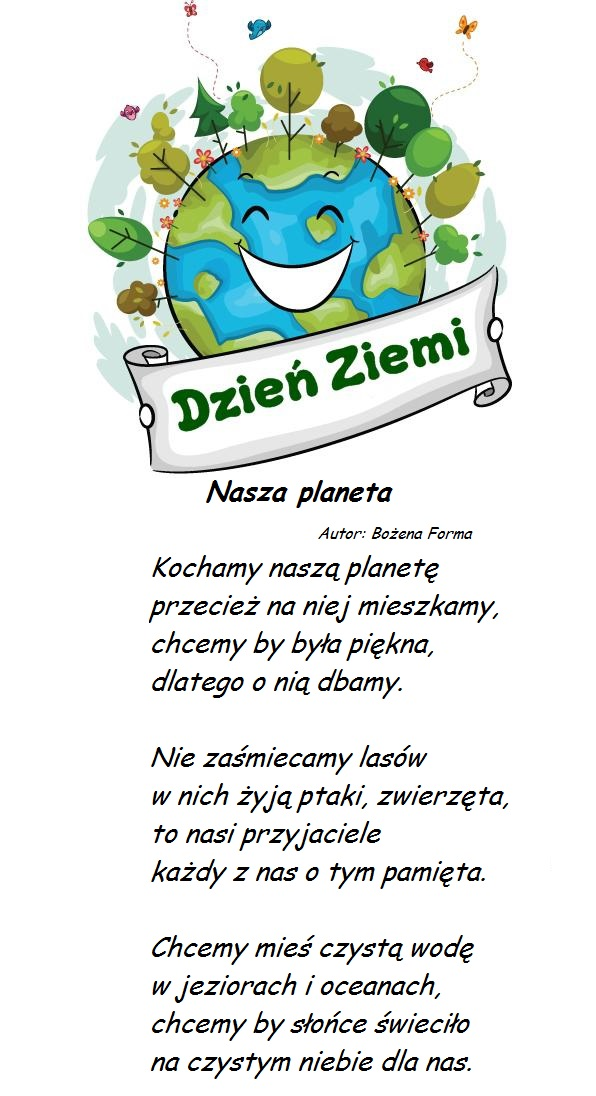 Dzień Ziemi
Nasza planeta
Autor: Bożena Forma
Kochamy naszą planetę
przecież na niej mieszkamy,
chcemy by była piękna,
dlatego o nią dbamy.
Nie zaśmiecamy lasów
w nich żyją ptaki, zwierzęta,
to nasi przyjaciele
każdy z nas o tym pamięta.
Chcemy mieś czystą wodę
w jeziorach i oceanach,
chcemy by słońce świeciło
na czystym niebie dla nas.